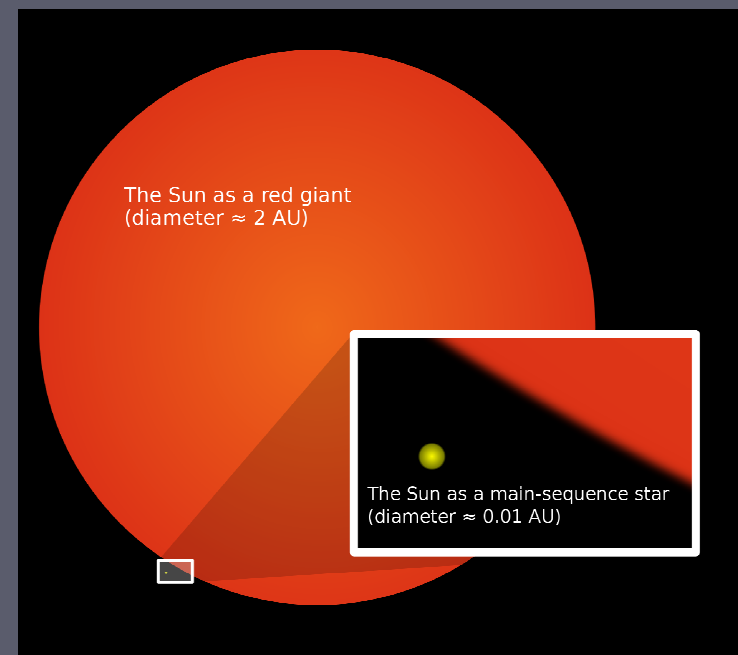 The Sun as a red giant
(diameter ≈ 2 AU)
The Sun as a main-sequence star
(diameter ≈ 0.01 AU)